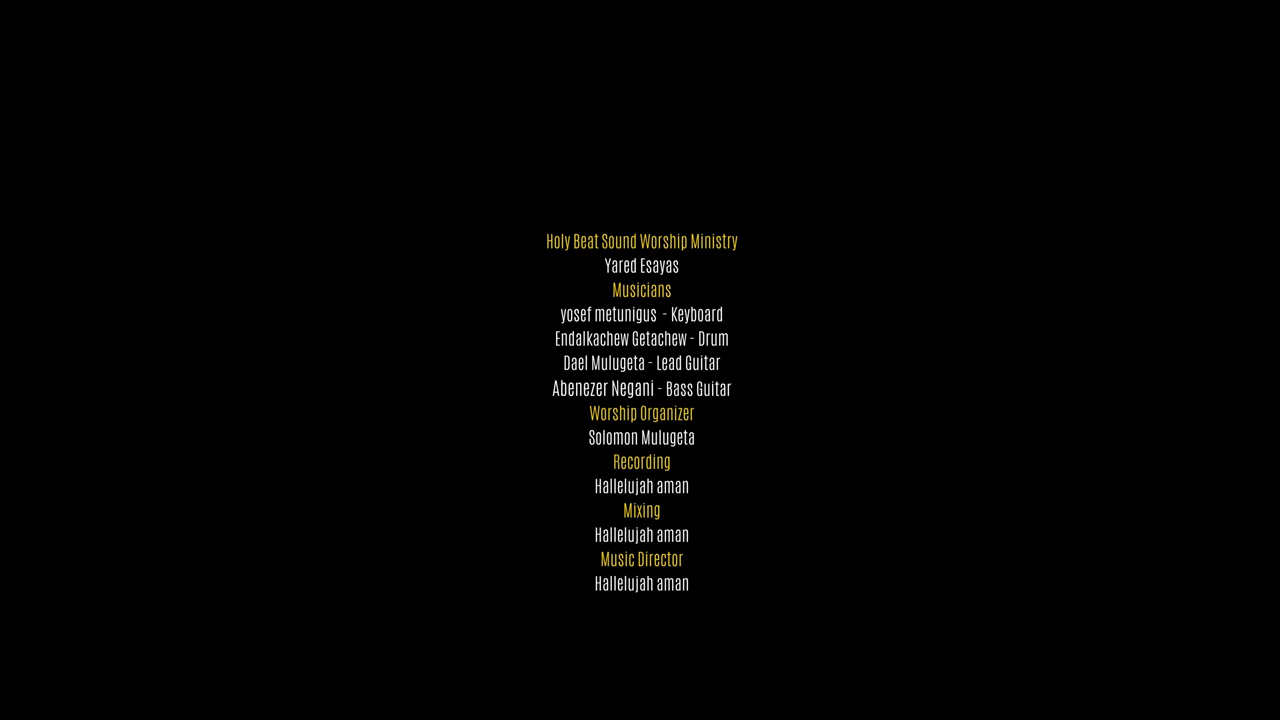 Holy Beat Sound Worship Ministry
Yared Esayas
Musicians
yosef metunigus - Keyboard
Endalkachew Getachew - Drum
Dael Mulugeta - Lead Guitar
Abenezer Negani - Bass Guitar
Worship Organizer
Solomon Mulugeta
Recording
Hallelujah aman
Mixing
Hallelujah aman
Music Director
Hallelujah aman